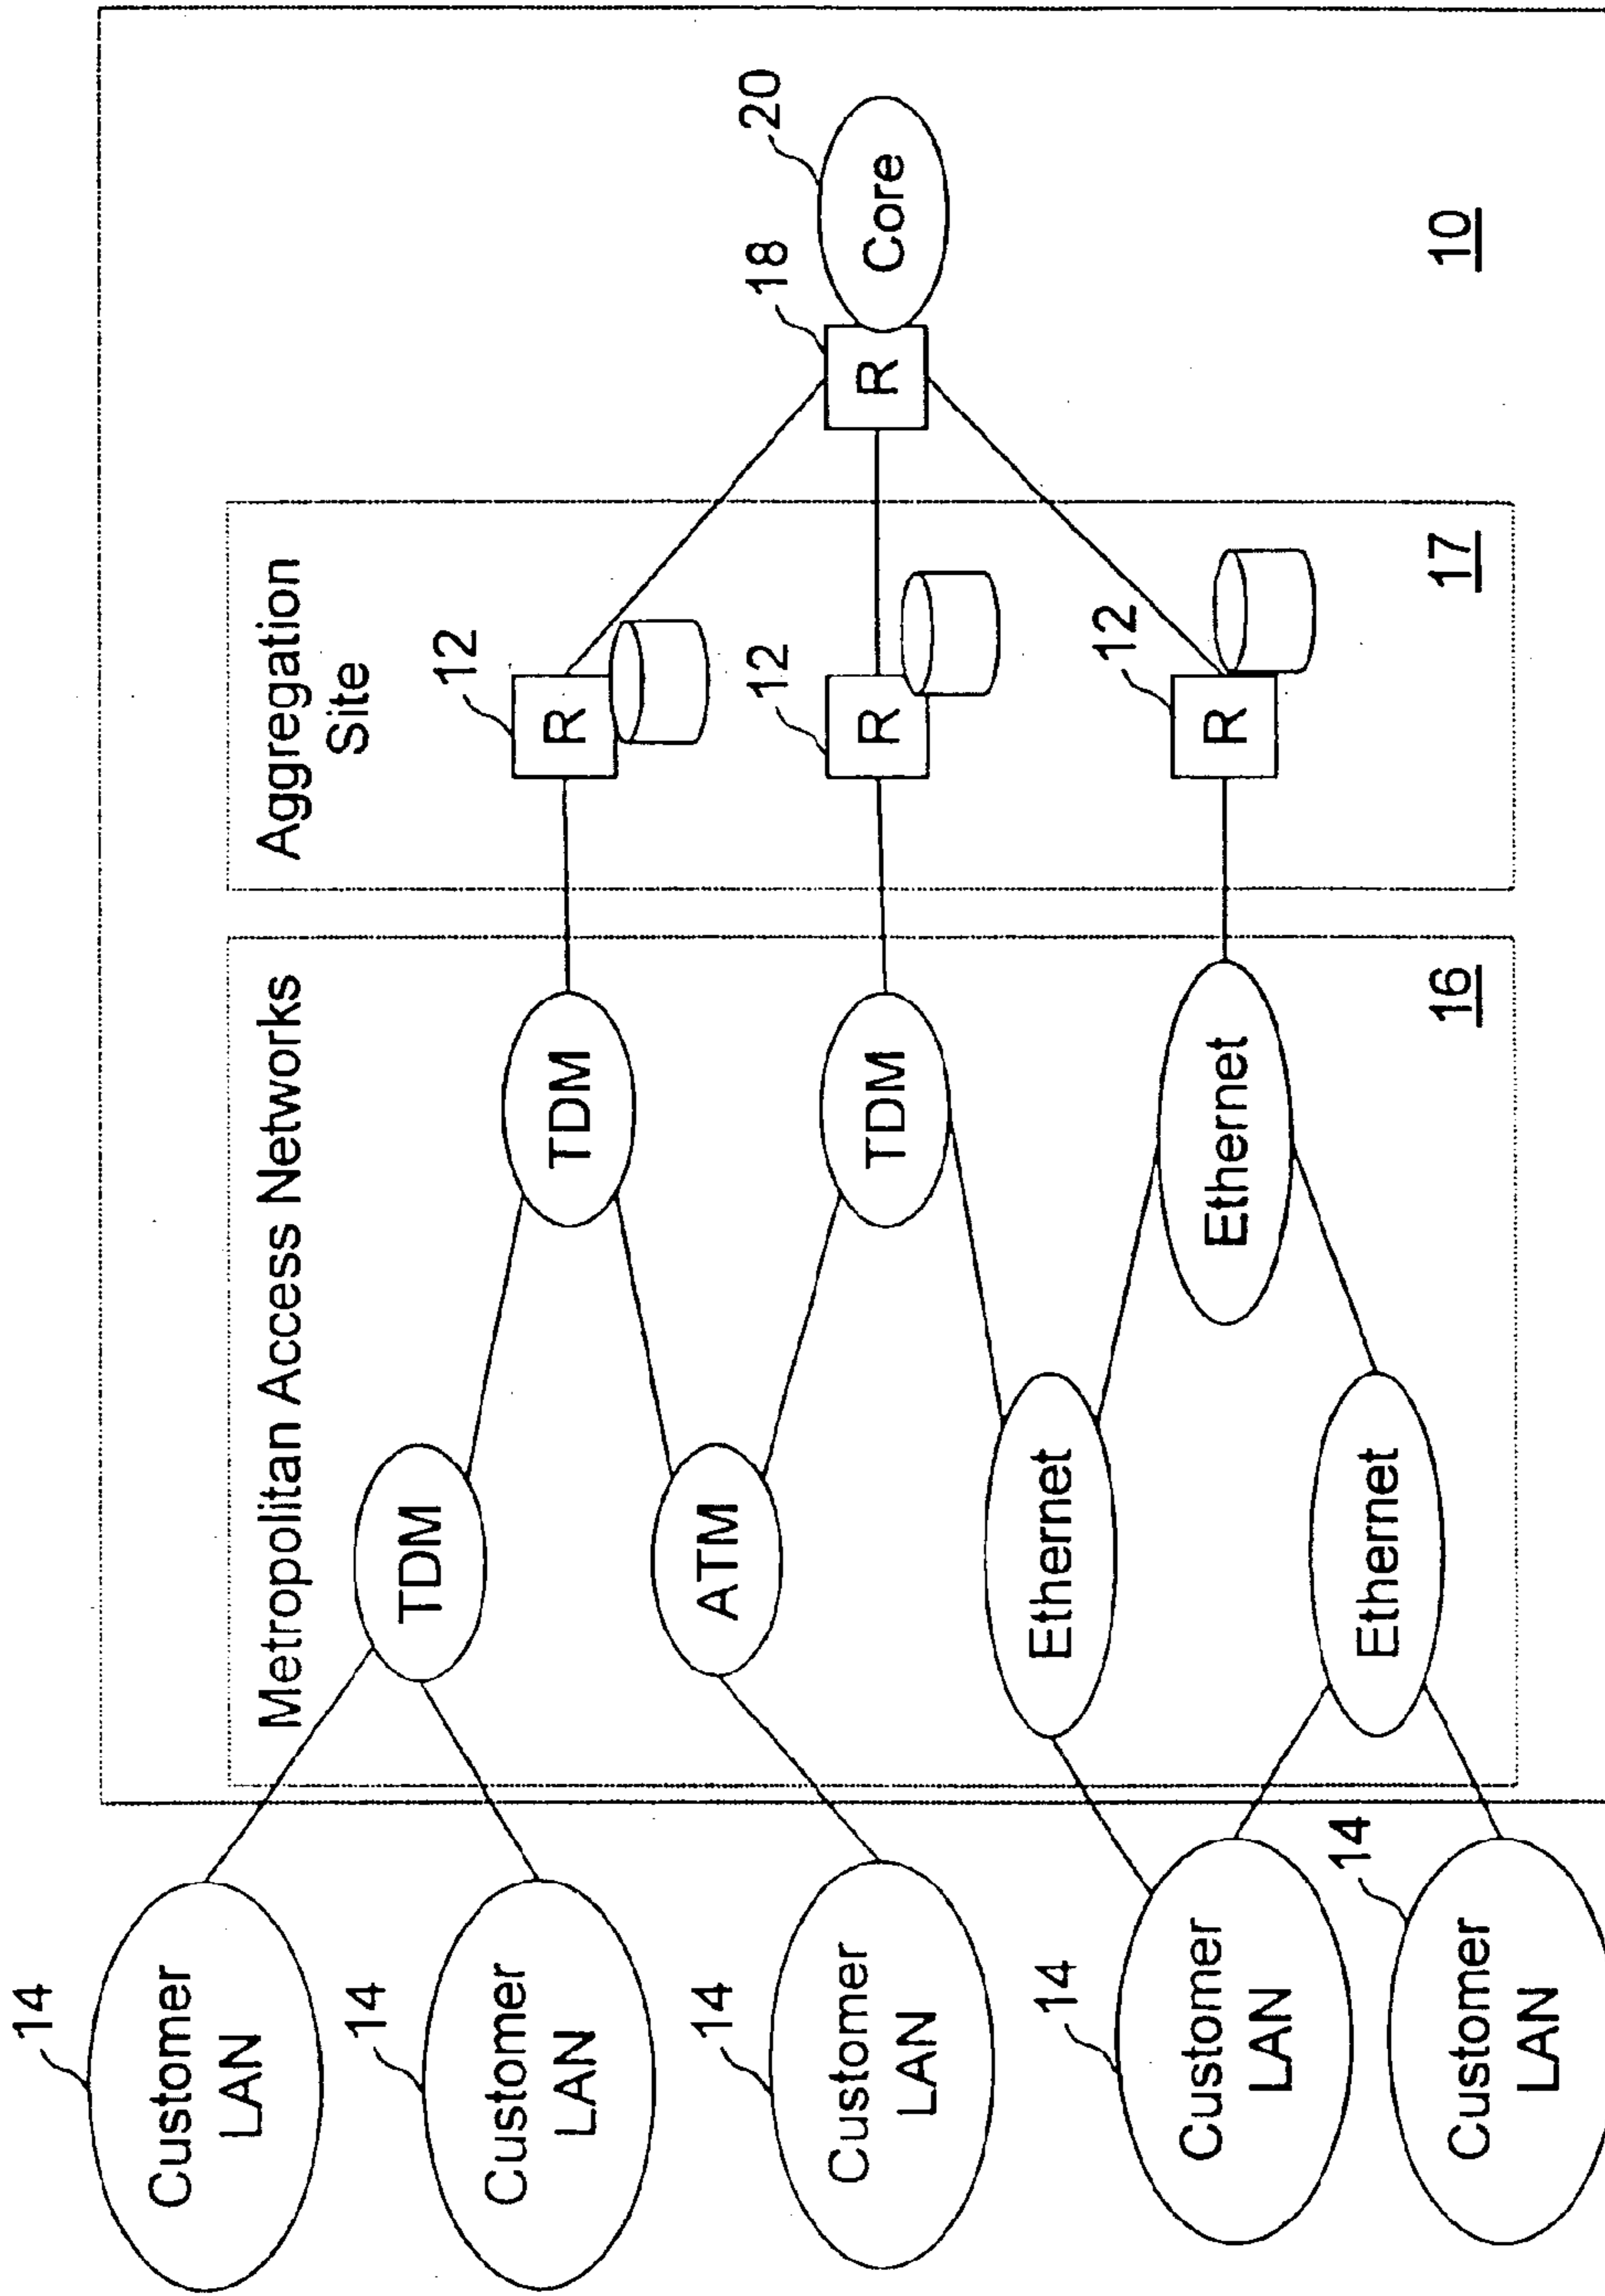 Metropolitan Access Networks
Aggregation
Site
14
Customer
LAN
14
Customer
LAN
14
Customer
LAN
14
Customer
LAN
14
Customer
LAN
TDM
ATM
Ethernet
Ethernet
TDM
TDM
Ethernet
16
12
R
12
R
12
R
17
18
R
20
Core
10